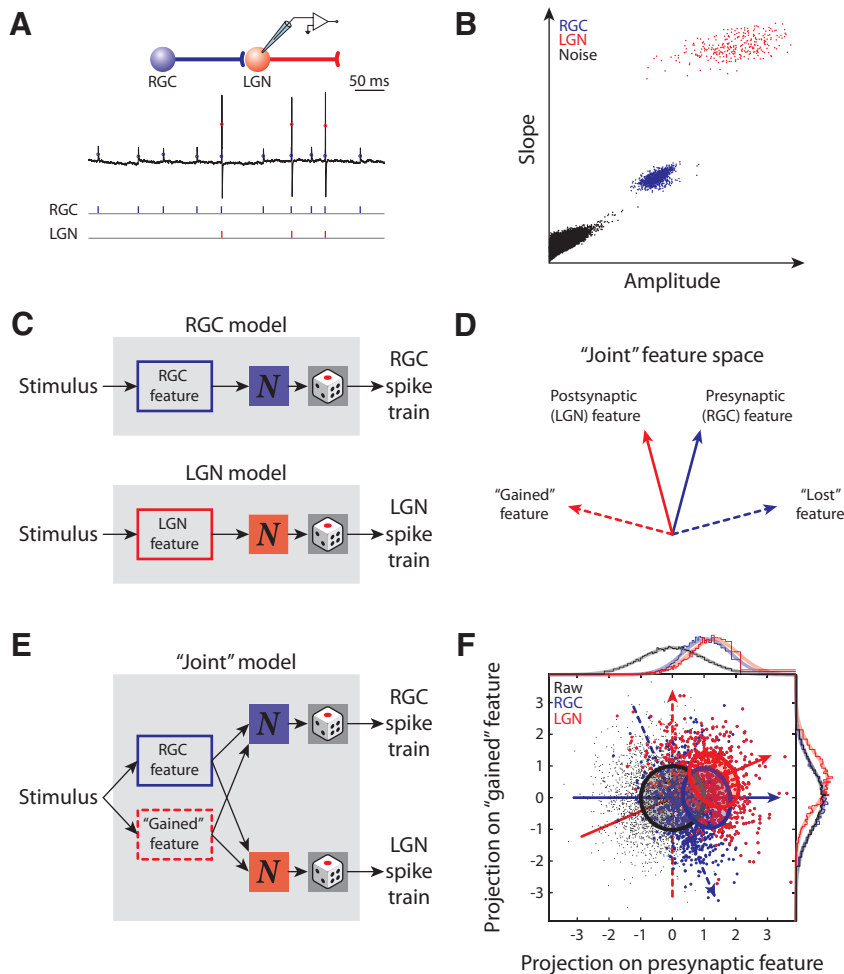 A
RGC
LGN
50 ms
RGC
LGN
B
RGC
LGN
Noise
Slope
Amplitude
C
RGC model
Stimulus
RGC
feature
N
RGC
spike
train
LGN model
Stimulus
LGN
feature
N
LGN
spike
train
D
“Joint” feature space
Postsynaptic
(LGN) feature
Presynaptic
(RGC) feature
“Gained”
feature
“Lost”
feature
E
“Joint” model
Stimulus
RGC
feature
“Gained”
feature
N
N
RGC
spike
train
LGN
spike
train
F
Raw
RGC
LGN
Projection on “gained” feature
3
2
1
0
-1
-2
-3
-3 -2 -1 0 1 2 3
Projection on presynaptic feature